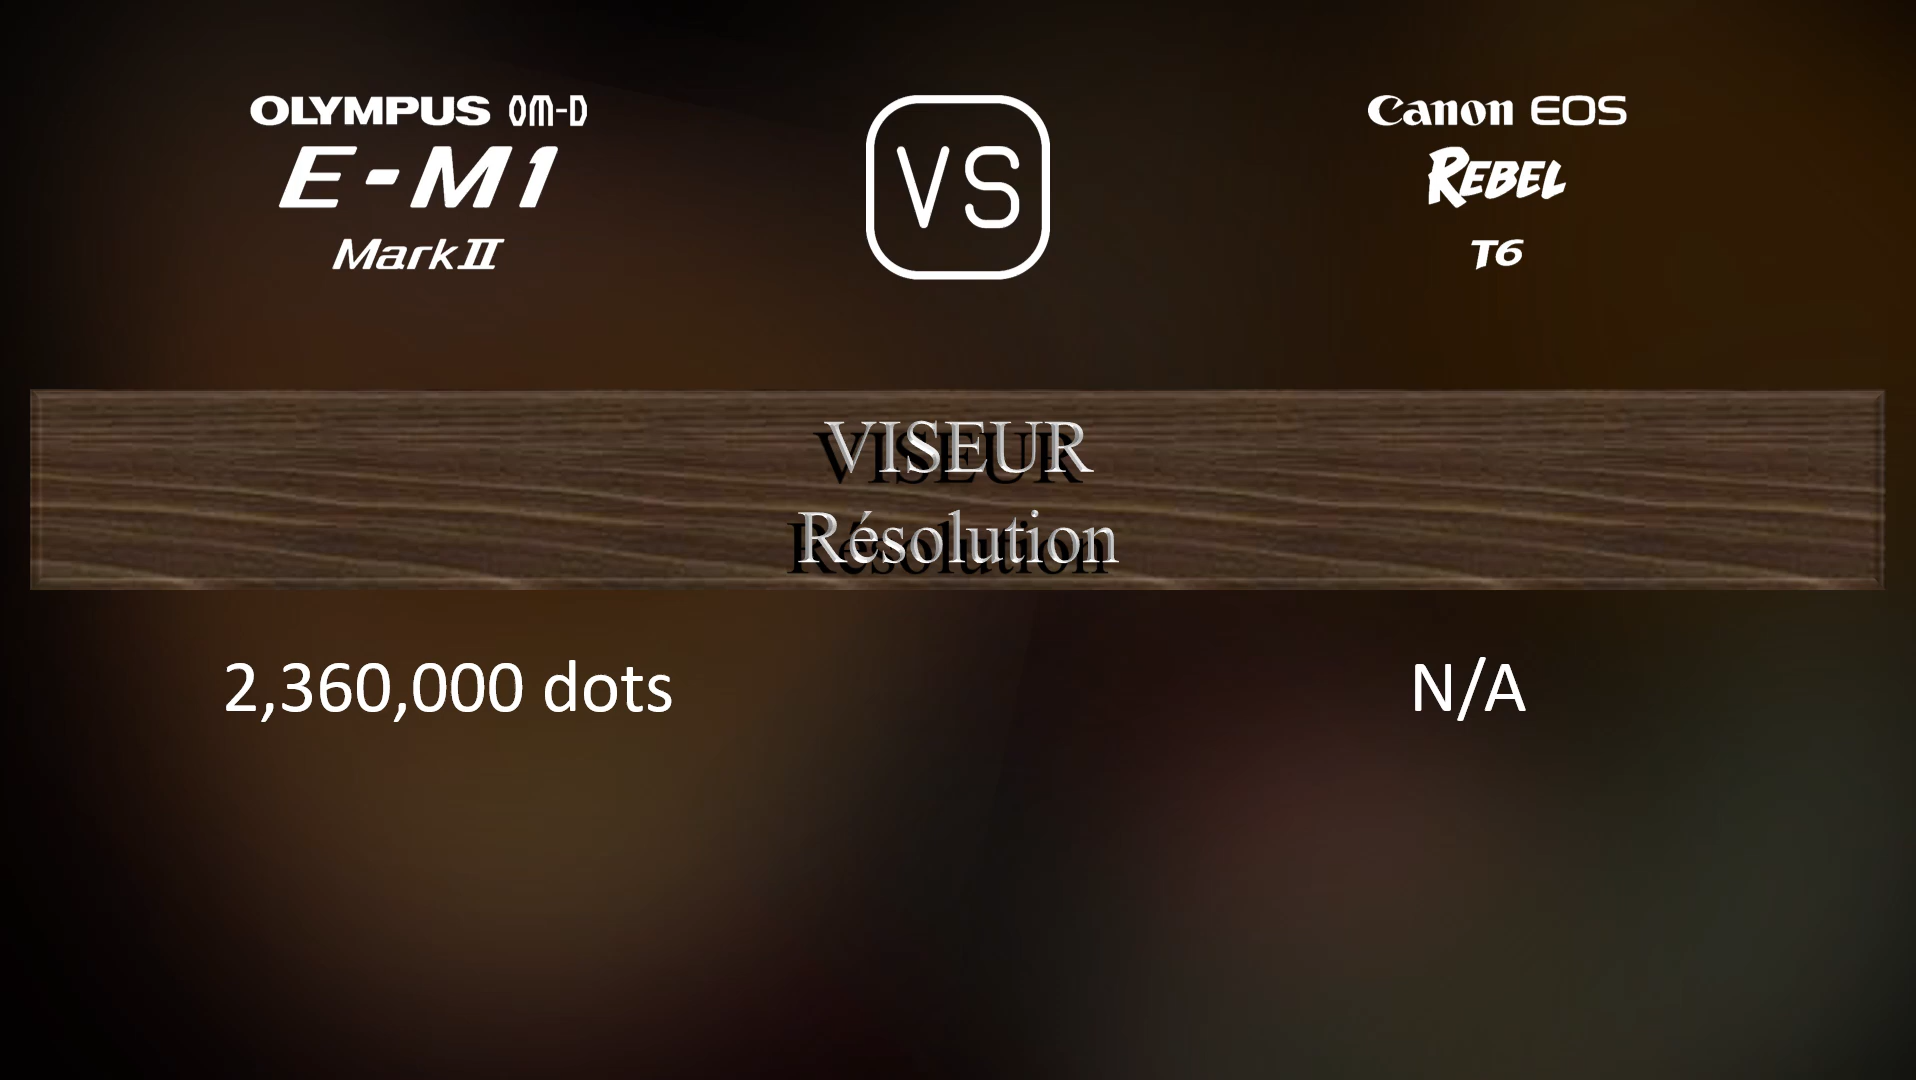 OLYMPUS OM-D
E-M1
Mark II
VS
Canon EOS
REBEL
T6
VISEUR
Résolution
2,360,000 dots
N/A